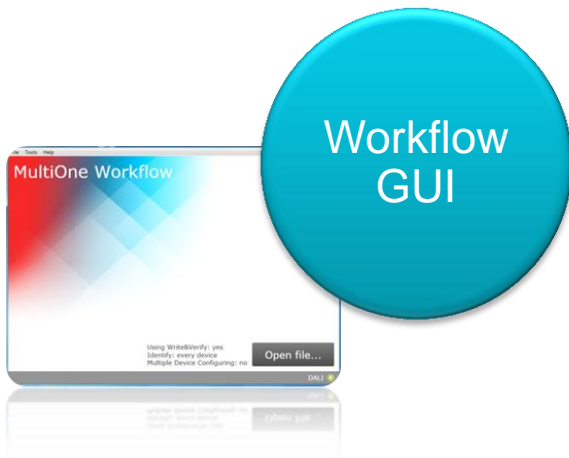 Workflow
GUI
Tools Help
MultiOne Workflow
Using Write&Verify: yes
Identify: every device
Multiple Device Configuring: no
Open file...
DALI